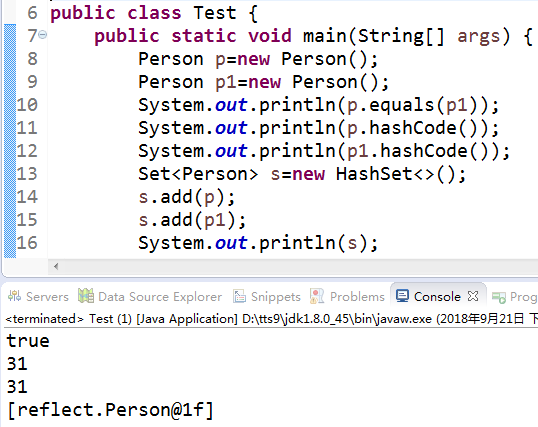 6 public class Test {
7 public static void main(String[] args) {
8 Person p=new Person();
9 Person p1=new Person();
10 System.out.println(p.equals(p1));
11 System.out.println(p.hashCode());
12 System.out.println(p1.hashCode());
13 Set<Person> s=new HashSet<>();
14 s.add(p);
15 s.add(p1);
16 System.out.println(s);
Servers Data Source Explorer Snippets Problems Console Prog
<terminated> Test (1) [Java Application] D:\tts9\jdk1.8.0_45\bin\javaw.exe (2018年9月21日 下
true
31
31
[reflect.Person@1f]